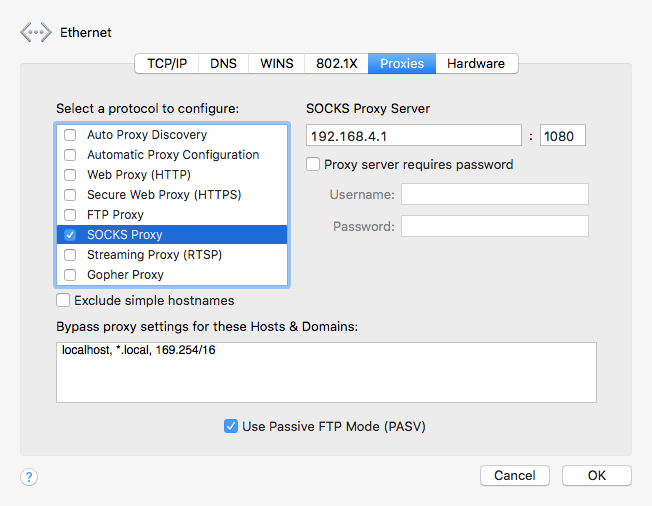 Ethernet
TCP/IP DNS WINS 802.1X Proxies Hardware
Select a protocol to configure:
Auto Proxy Discovery
Automatic Proxy Configuration
Web Proxy (HTTP)
Secure Web Proxy (HTTPS)
FTP Proxy
SOCKS Proxy
Streaming Proxy (RTSP)
Gopher Proxy
Exclude simple hostnames
SOCKS Proxy Server
192.168.4.1 : 1080
Proxy server requires password
Username:
Password:
Bypass proxy settings for these Hosts & Domains:
localhost, *.local, 169.254/16
Use Passive FTP Mode (PASV)
? Cancel OK